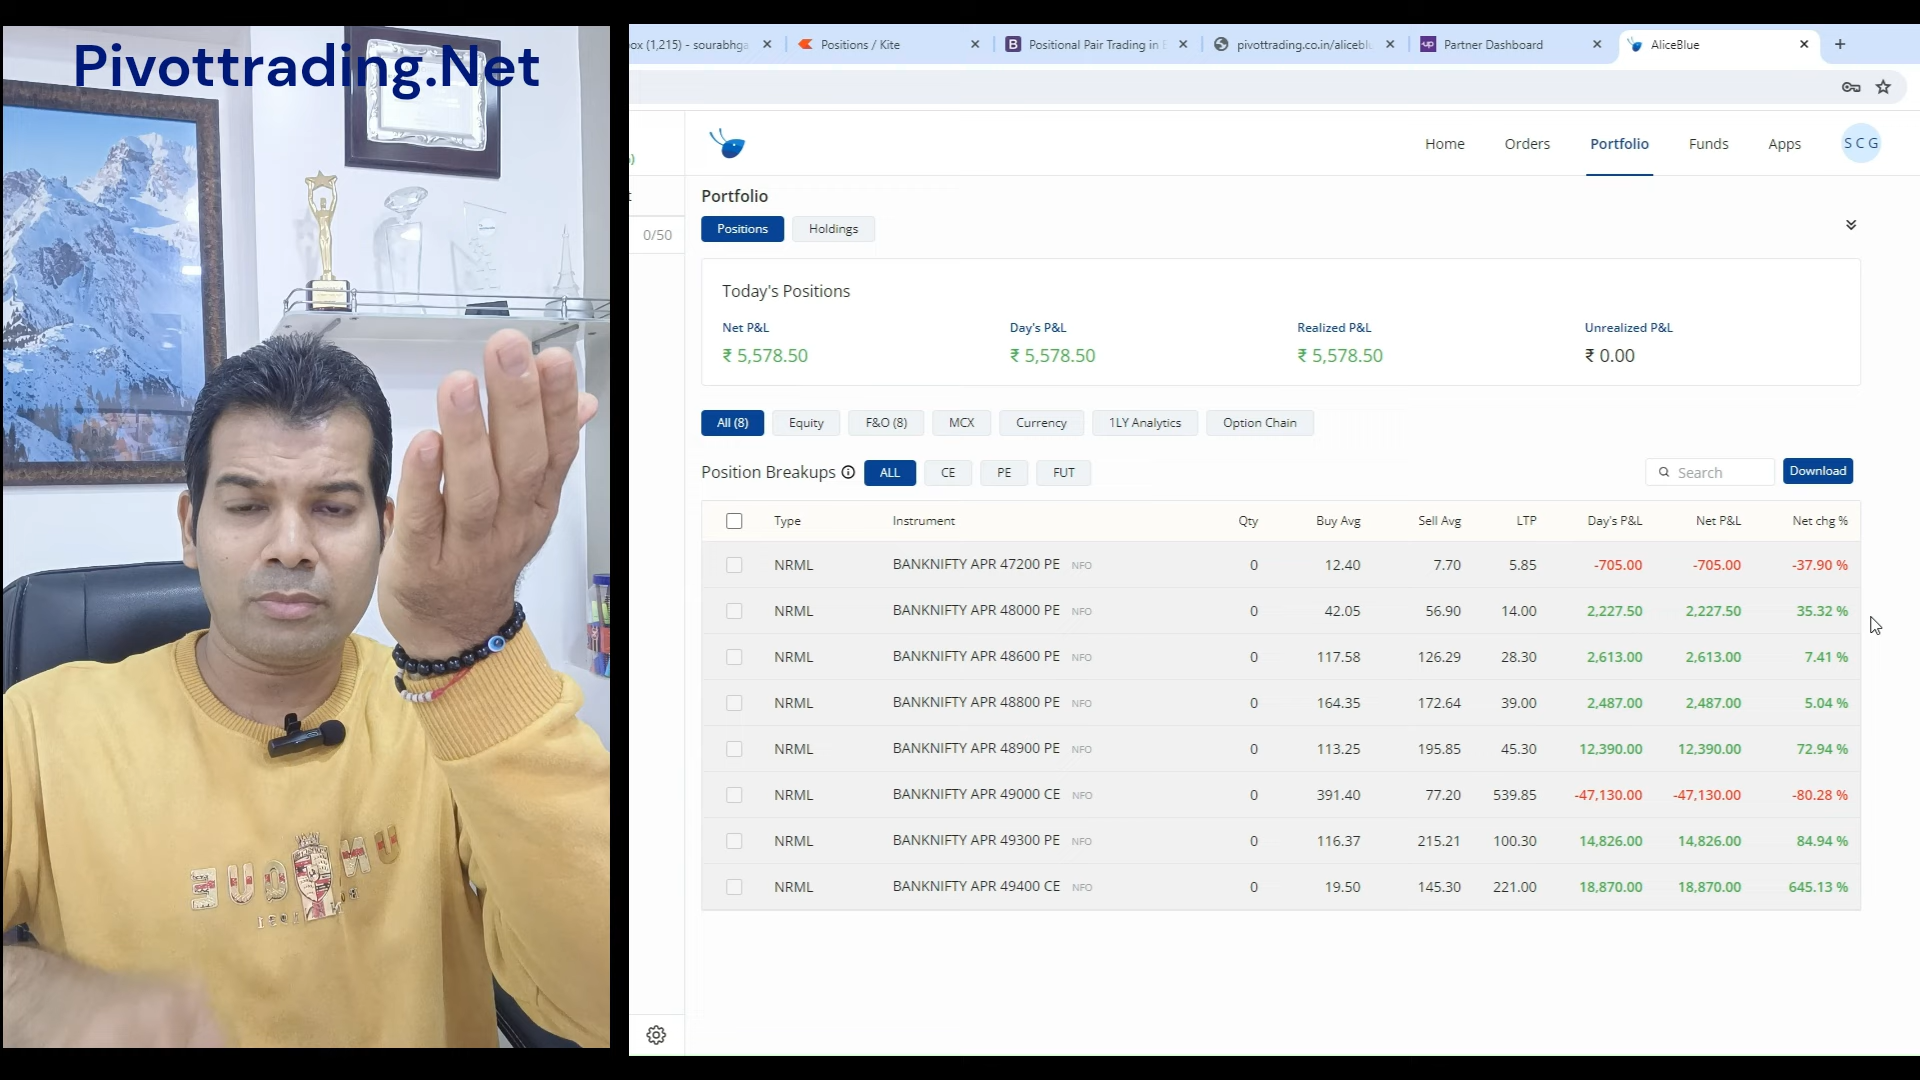 Pivottrading.Net
ox (1,215) - sourabhga
Positions / Kite
Positional Pair Trading in
pivottrading.co.in/aliceblu
Partner Dashboard
AliceBlue
Home Orders Portfolio Funds Apps S C G
0/50
Portfolio
Positions Holdings
Today's Positions
Net P&L Day's P&L Realized P&L Unrealized P&L
₹ 5,578.50 ₹ 5,578.50 ₹ 5,578.50 ₹ 0.00
All (8) Equity F&O (8) MCX Currency 1LY Analytics Option Chain
Position Breakups ALL CE PE FUT Search Download
Type Instrument Qty Buy Avg Sell Avg LTP Day's P&L Net P&L Net chg %
NRML BANKNIFTY APR 47200 PE NFO 0 12.40 7.70 5.85 -705.00 -705.00 -37.90 %
NRML BANKNIFTY APR 48000 PE NFO 0 42.05 56.90 14.00 2,227.50 2,227.50 35.32 %
NRML BANKNIFTY APR 48600 PE NFO 0 117.58 126.29 28.30 2,613.00 2,613.00 7.41 %
NRML BANKNIFTY APR 48800 PE NFO 0 164.35 172.64 39.00 2,487.00 2,487.00 5.04 %
NRML BANKNIFTY APR 48900 PE NFO 0 113.25 195.85 45.30 12,390.00 12,390.00 72.94 %
NRML BANKNIFTY APR 49000 CE NFO 0 391.40 77.20 539.85 -47,130.00 -47,130.00 -80.28 %
NRML BANKNIFTY APR 49300 PE NFO 0 116.37 215.21 100.30 14,826.00 14,826.00 84.94 %
NRML BANKNIFTY APR 49400 CE NFO 0 19.50 145.30 221.00 18,870.00 18,870.00 645.13 %